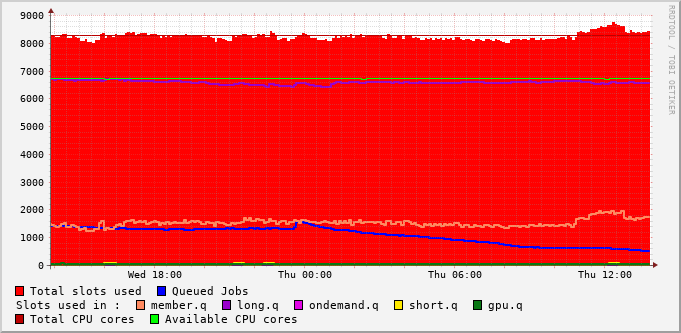 9000
8000
7000
6000
5000
4000
3000
2000
1000
0
Wed 18:00 Thu 00:00 Thu 06:00 Thu 12:00
Total slots used Queued Jobs
Slots used in : member.q long.q ondemand.q short.q gpu.q
Total CPU cores Available CPU cores
RRDTOOL / TOBI OETIKER